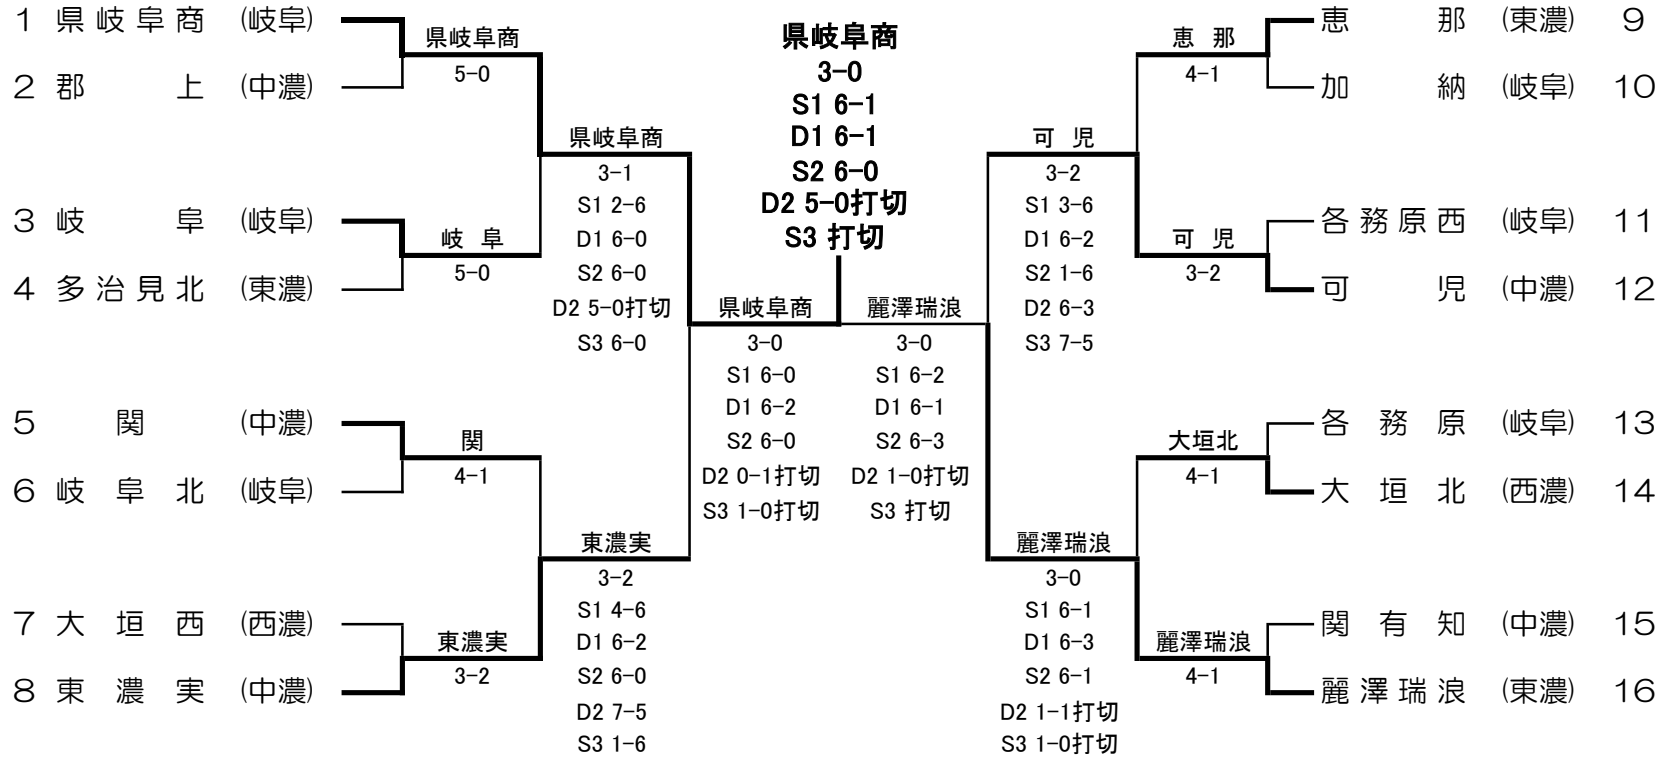 1 県岐阜商 (岐阜)
2 郡上 (中濃)
3 岐阜 (岐阜)
4 多治見北 (東濃)
5 関 (中濃)
6 岐阜北 (岐阜)
7 大垣西 (西濃)
8 東濃実 (中濃)
県岐阜商
5-0
岐阜
5-0
関
4-1
東濃実
3-2
県岐阜商
3-1
S1 2-6
D1 6-0
S2 6-0
D2 5-0打切
S3 6-0
東濃実
3-2
S1 4-6
D1 6-2
S2 6-0
D2 7-5
S3 1-6
県岐阜商
3-0
S1 6-0
D1 6-2
S2 6-0
D2 0-1打切
S3 1-0打切
県岐阜商
3-0
S1 6-1
D1 6-1
S2 6-0
D2 5-0打切
S3 打切
麗澤瑞浪
3-0
S1 6-2
D1 6-1
S2 6-3
D2 1-0打切
S3 打切
可児
3-2
S1 3-6
D1 6-2
S2 1-6
D2 6-3
S3 7-5
麗澤瑞浪
3-0
S1 6-1
D1 6-3
S2 6-1
D2 1-1打切
S3 1-0打切
恵那
4-1
可児
3-2
大垣北
4-1
麗澤瑞浪
4-1
恵那 (東濃) 9
加納 (岐阜) 10
各務原西 (岐阜) 11
可児 (中濃) 12
各務原 (岐阜) 13
大垣北 (西濃) 14
関有知 (中濃) 15
麗澤瑞浪 (東濃) 16